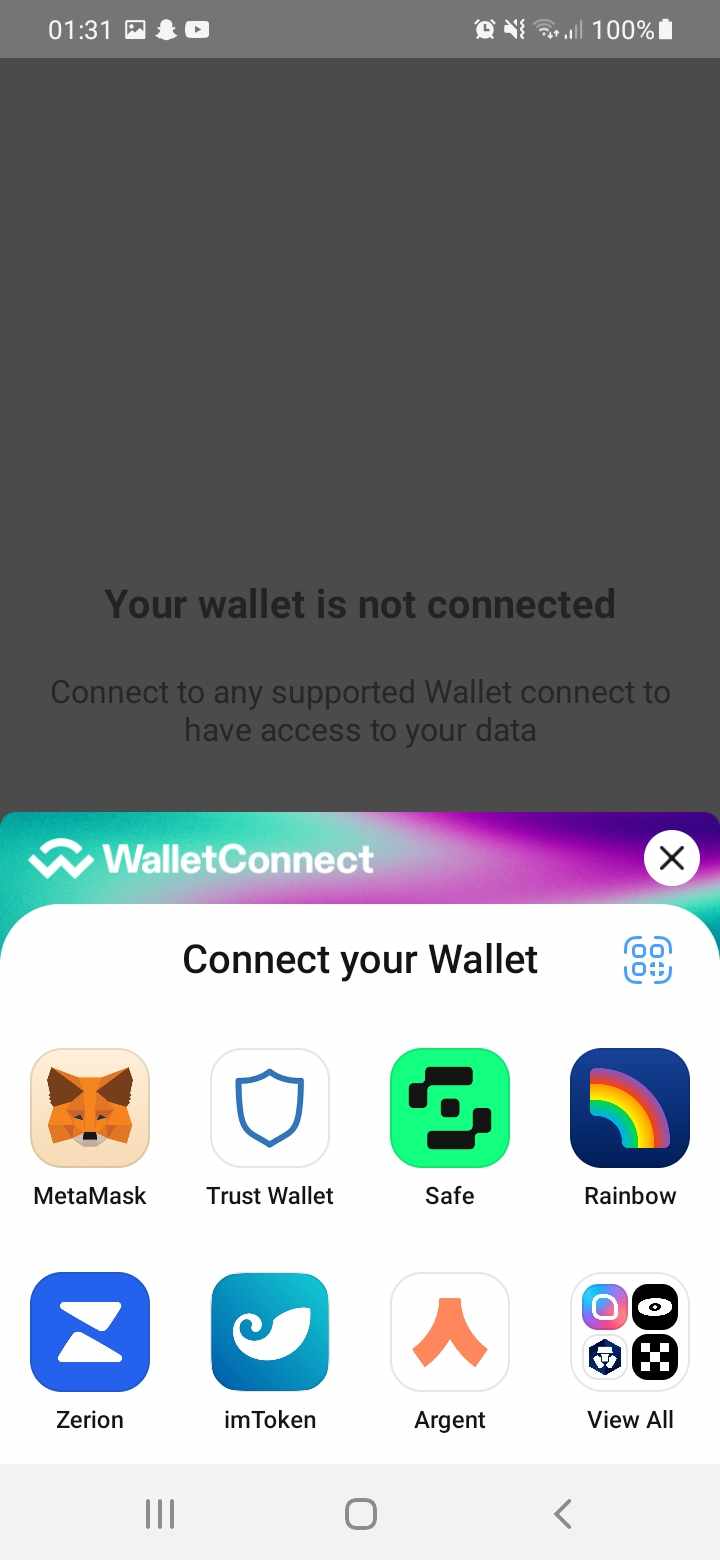 01:31 100%
Your wallet is not connected
Connect to any supported Wallet connect to
have access to your data
WalletConnect
Connect your Wallet
MetaMask Trust Wallet Safe Rainbow
Zerion imToken Argent View All